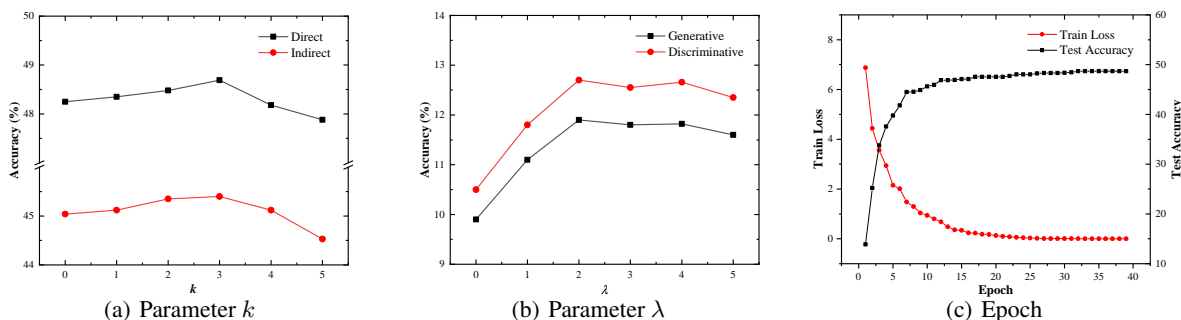 50
49
48
45
44
Accuracy (%)
Direct
Indirect
0 1 2 3 4 5
k
(a) Parameter k
14
13
12
11
10
9
Accuracy (%)
Generative
Discriminative
0 1 2 3 4 5
λ
(b) Parameter λ
8
6
4
2
0
Train Loss
Train Loss
Test Accuracy
60
50
40
30
20
10
Test Accuracy
0 5 10 15 20 25 30 35 40
Epoch
(c) Epoch